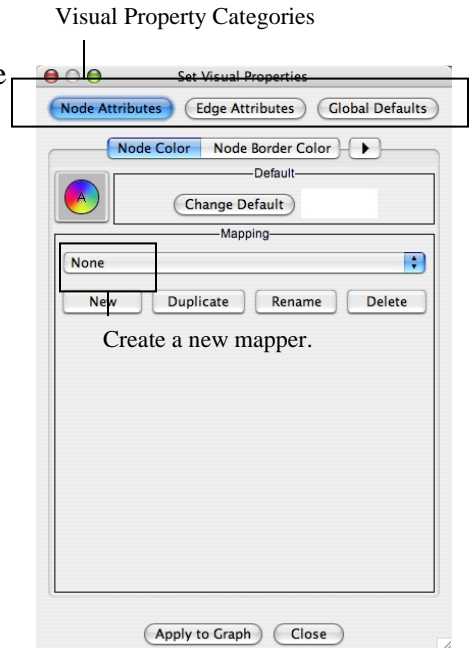 Visual Property Categories
e
Set Visual Properties
Node Attributes Edge Attributes Global Defaults
Node Color Node Border Color
A
Default
Change Default
Mapping
None
New Duplicate Rename Delete
Create a new mapper.
Apply to Graph Close